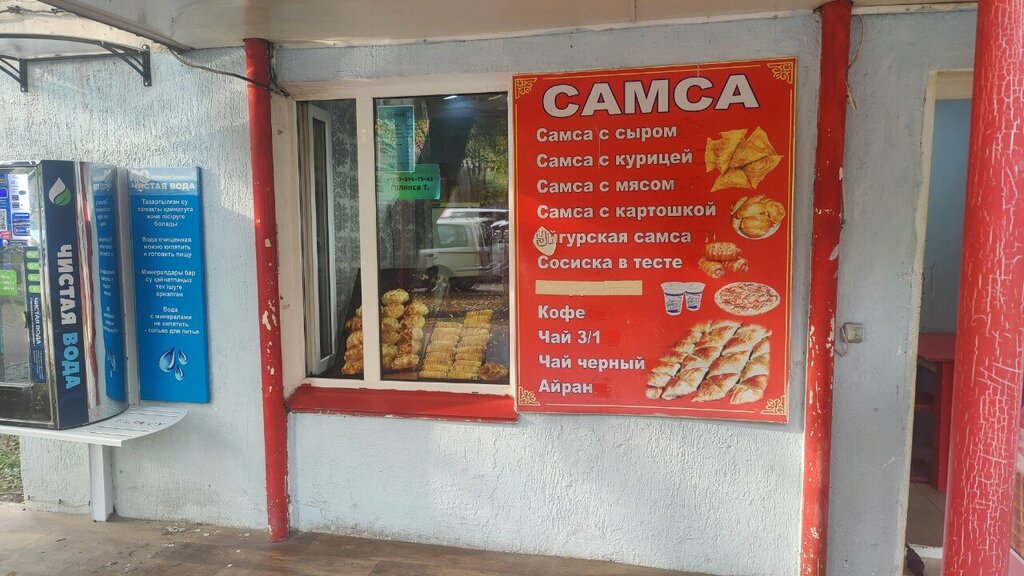 ЧИСТАЯ ВОДА
ЧИСТАЯ ВОДА
Тазартылған су
тамақты қайнатуға
және пісіруге
болады
Вода очищенная
можно кипятить
и готовить пищу
Минералдары бар
су қайнатпаңыз
тек ішуге
арналған
Вода
с минералами
не кипятить
- только для питья
САМСА
Самса с сыром
Самса с курицей
Самса с мясом
Самса с картошкой
Уйгурская самса
Сосиска в тесте
Кофе
Чай 3/1
Чай черный
Айран